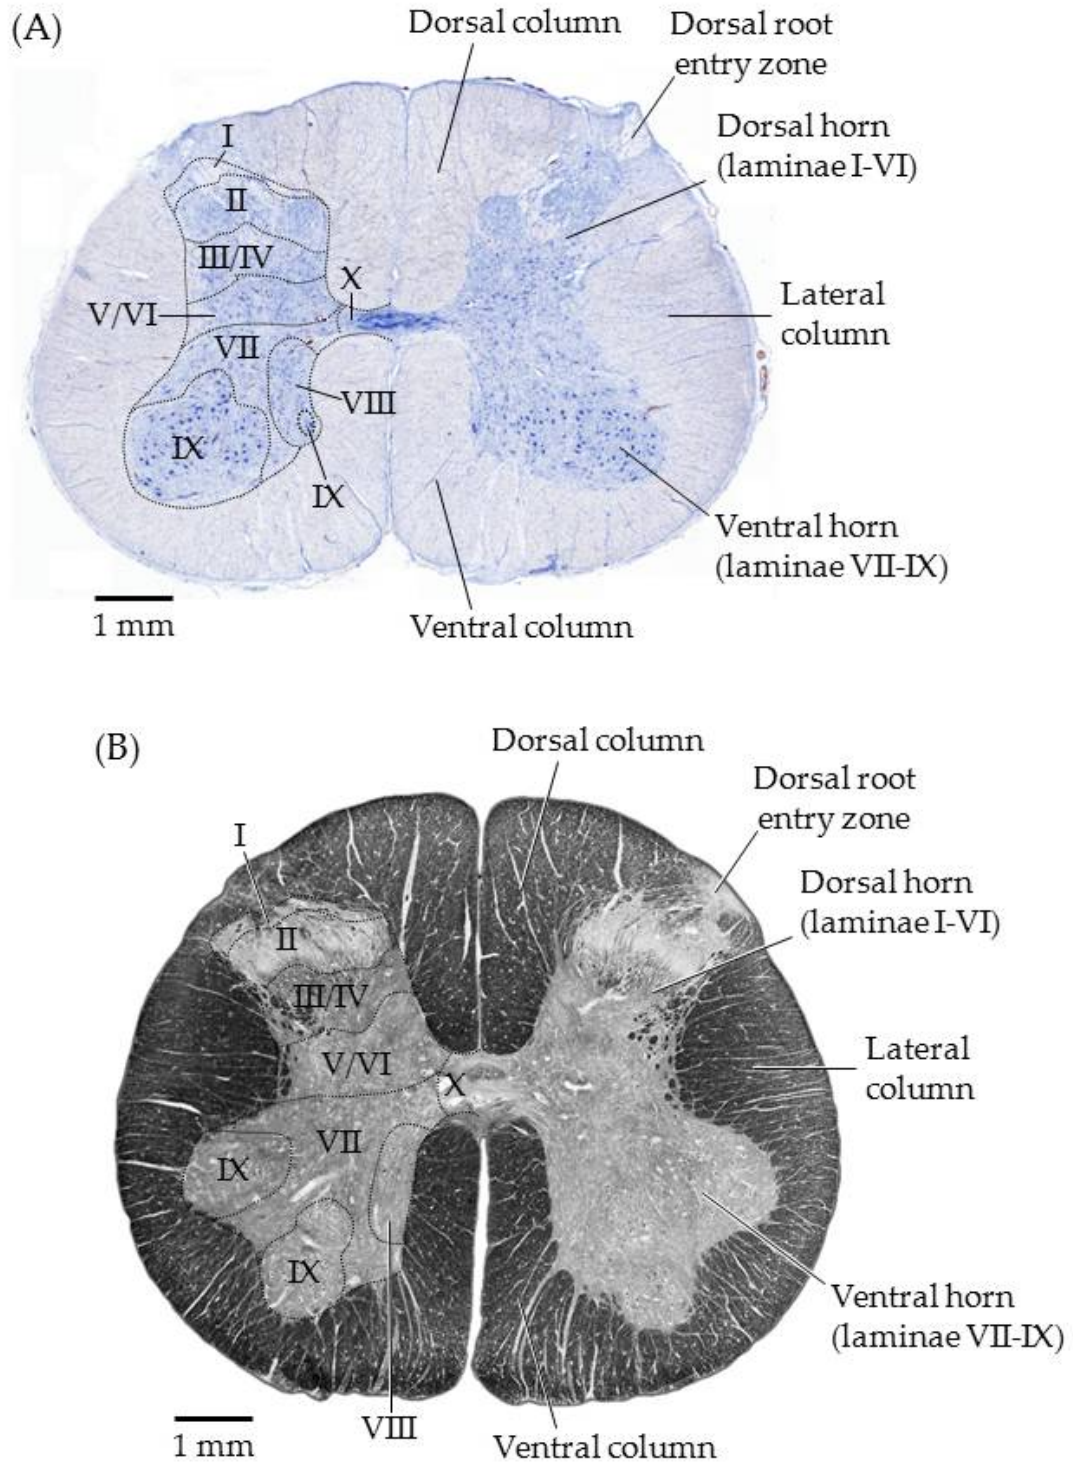 (A)
Dorsal column
Dorsal root
entry zone
Dorsal horn
(laminae I-VI)
I
II
III/IV
X
V/VI
VII
VIII
IX
IX
Lateral
column
Ventral horn
(laminae VII-IX)
1 mm
Ventral column
(B)
Dorsal column
Dorsal root
entry zone
Dorsal horn
(laminae I-VI)
I
II
III/IV
V/VI
X
VII
IX
IX
Lateral
column
Ventral horn
(laminae VII-IX)
VIII
1 mm
Ventral column